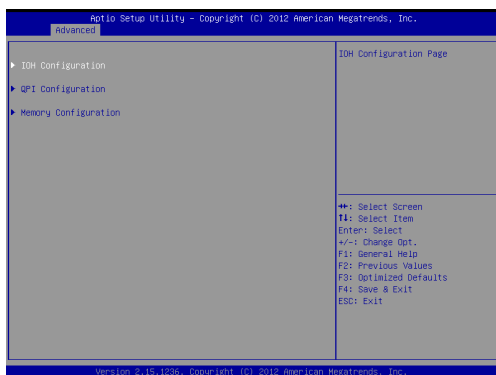 Aptio Setup Utility – Copyright (C) 2012 American Megatrends, Inc.
Advanced
IOH Configuration
QPI Configuration
Memory Configuration
IOH Configuration Page
→←: Select Screen
↑↓: Select Item
Enter: Select
+/-: Change Opt.
F1: General Help
F2: Previous Values
F3: Optimized Defaults
F4: Save & Exit
ESC: Exit
Version 2.15.1236. Copyright (C) 2012 American Megatrends, Inc.